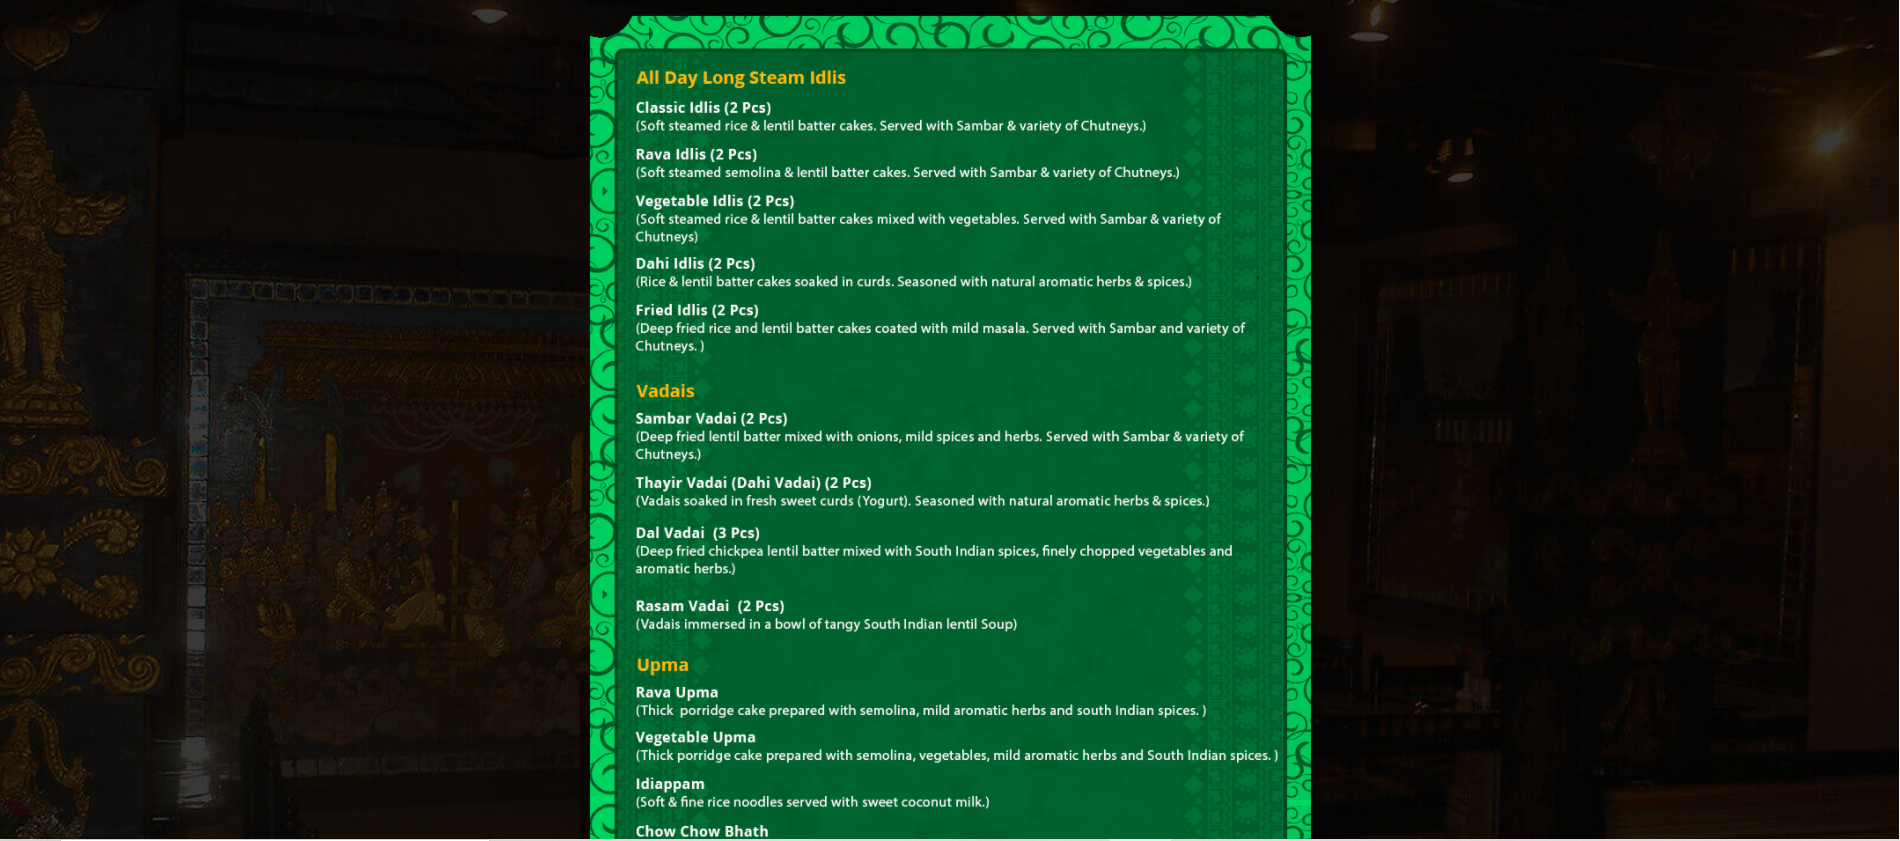 All Day Long Steam Idlis
Classic Idlis (2 Pcs)
(Soft steamed rice & lentil batter cakes. Served with Sambar & variety of Chutneys.)
Rava Idlis (2 Pcs)
(Soft steamed semolina & lentil batter cakes. Served with Sambar & variety of Chutneys.)
Vegetable Idlis (2 Pcs)
(Soft steamed rice & lentil batter cakes mixed with vegetables. Served with Sambar & variety of
Chutneys)
Dahi Idlis (2 Pcs)
(Rice & lentil batter cakes soaked in curds. Seasoned with natural aromatic herbs & spices.)
Fried Idlis (2 Pcs)
(Deep fried rice and lentil batter cakes coated with mild masala. Served with Sambar and variety of
Chutneys. )
Vadais
Sambar Vadai (2 Pcs)
(Deep fried lentil batter mixed with onions, mild spices and herbs. Served with Sambar & variety of
Chutneys.)
Thayir Vadai (Dahi Vadai) (2 Pcs)
(Vadais soaked in fresh sweet curds (Yogurt). Seasoned with natural aromatic herbs & spices.)
Dal Vadai  (3 Pcs)
(Deep fried chickpea lentil batter mixed with South Indian spices, finely chopped vegetables and
aromatic herbs.)
Rasam Vadai  (2 Pcs)
(Vadais immersed in a bowl of tangy South Indian lentil Soup)
Upma
Rava Upma
(Thick  porridge cake prepared with semolina, mild aromatic herbs and south Indian spices. )
Vegetable Upma
(Thick porridge cake prepared with semolina, vegetables, mild aromatic herbs and South Indian spices. )
Idiappam
(Soft & fine rice noodles served with sweet coconut milk.)
Chow Chow Bhath